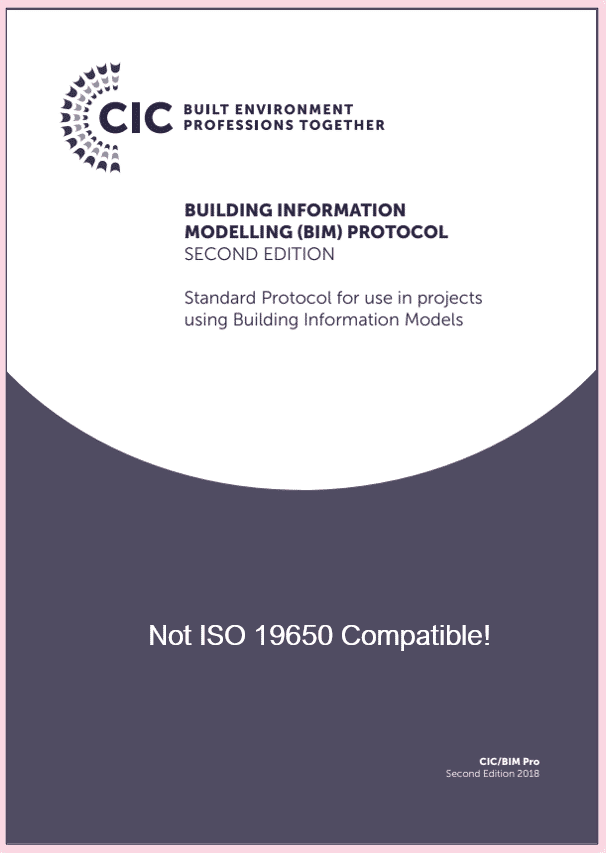 CIC BUILT ENVIRONMENT
PROFESSIONS TOGETHER
BUILDING INFORMATION
MODELLING (BIM) PROTOCOL
SECOND EDITION
Standard Protocol for use in projects
using Building Information Models
Not ISO 19650 Compatible!
CIC/BIM Pro
Second Edition 2018